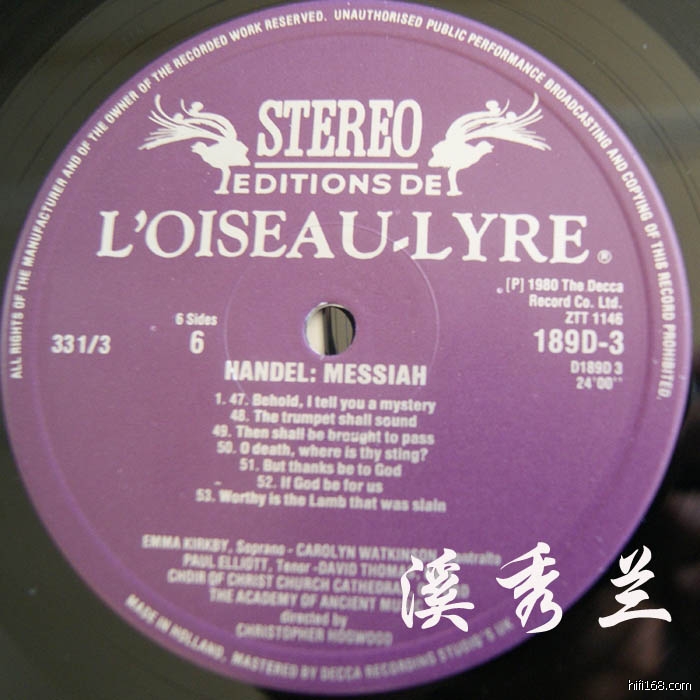 ALL RIGHTS OF THE MANUFACTURER AND OF THE OWNER OF THE RECORDED WORK RESERVED. UNAUTHORISED PUBLIC PERFORMANCE BROADCASTING AND COPYING OF THIS RECORD PROHIBITED.
STEREO
EDITIONS DE
L'OISEAU-LYRE®
[P] 1980 The Decca
Record Co. Ltd.
ZTT 1146
6 Sides
331/3
6
189D-3
D189D 3
24'00''
HANDEL: MESSIAH
1. 47. Behold, I tell you a mystery
48. The trumpet shall sound
49. Then shall be brought to pass
50. O death, where is thy sting?
51. But thanks be to God
52. If God be for us
53. Worthy is the Lamb that was slain
EMMA KIRKBY, Soprano - CAROLYN WATKINSON, Contralto
PAUL ELLIOTT, Tenor - DAVID THOMAS
CHOIR OF CHRIST CHURCH CATHEDRAL
THE ACADEMY OF ANCIENT
directed by
CHRISTOPHER HOGWOOD
MADE IN HOLLAND. MASTERED BY DECCA RECORDING STUDIO'S UK
溪秀兰
hifi168.com